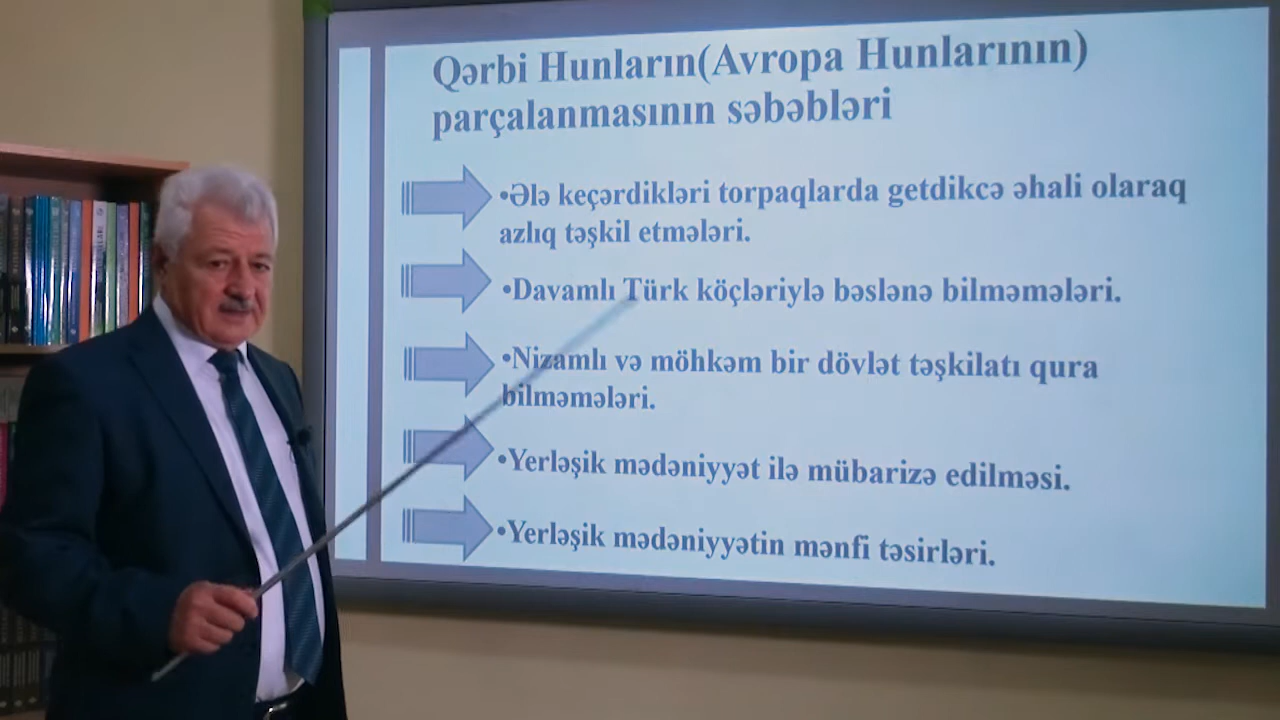 Qərbi Hunların(Avropa Hunlarının)
parçalanmasının səbəbləri
•Ələ keçərdikləri torpaqlarda getdikcə əhali olaraq
azlıq təşkil etmələri.
•Davamlı Türk köçləriylə bəslənə bilməmələri.
•Nizamlı və möhkəm bir dövlət təşkilatı qura
bilməmələri.
•Yerləşik mədəniyyət ilə mübarizə edilməsi.
•Yerləşik mədəniyyətin mənfi təsirləri.